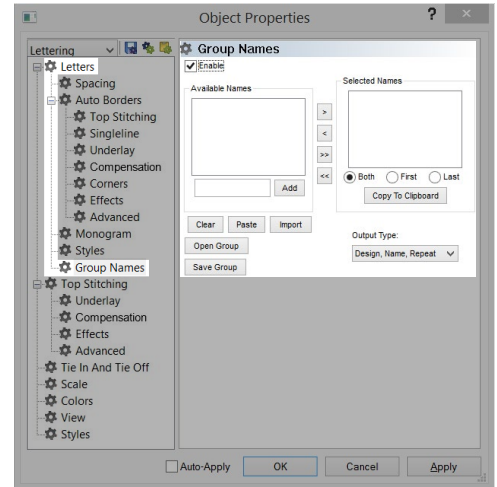 Object Properties
?
×
Lettering
Letters
Spacing
Auto Borders
Top Stitching
Singleline
Underlay
Compensation
Corners
Effects
Advanced
Monogram
Styles
Group Names
Top Stitching
Underlay
Compensation
Effects
Advanced
Tie In And Tie Off
Scale
Colors
View
Styles
Group Names
Enable
Available Names
Selected Names
>
<
>>
<<
Add
Both First Last
Copy To Clipboard
Clear Paste Import
Open Group
Save Group
Output Type:
Design, Name, Repeat
Auto-Apply OK Cancel Apply